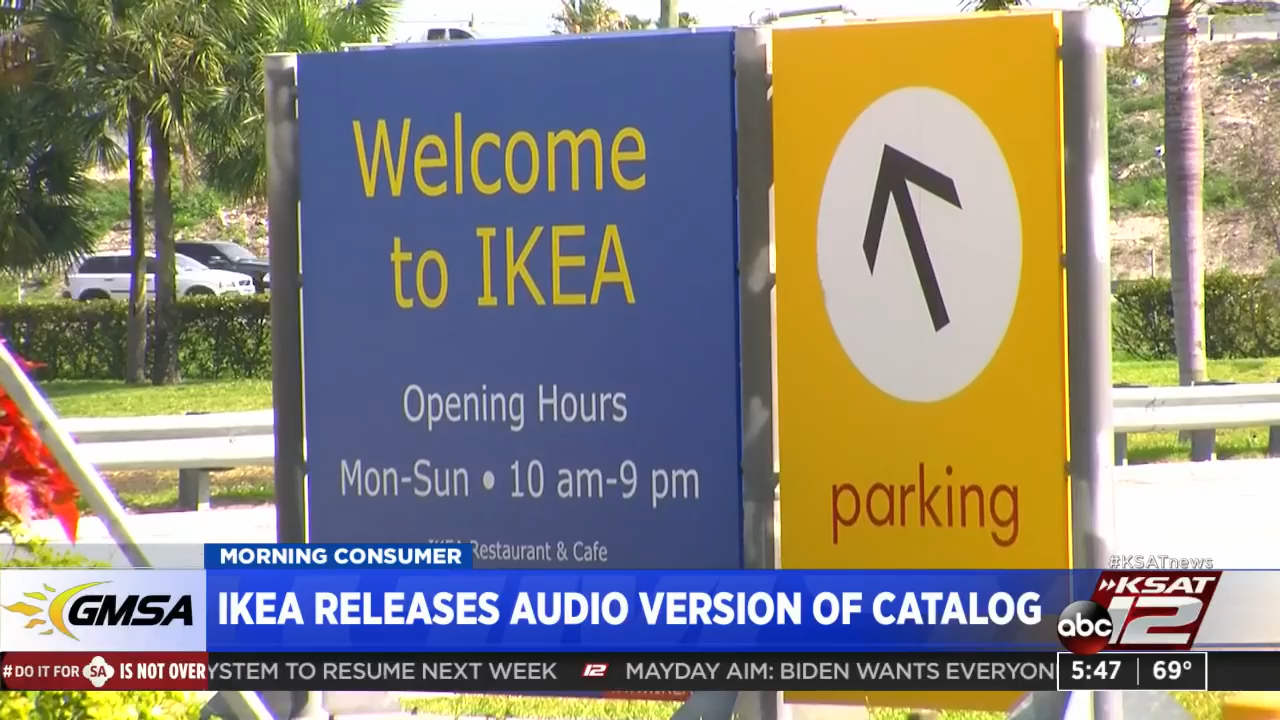 Welcome
to IKEA
Opening Hours
Mon-Sun • 10 am-9 pm
IKEA Restaurant & Cafe
parking
#KSATnews
MORNING CONSUMER
GMSA
IKEA RELEASES AUDIO VERSION OF CATALOG
abc
KSAT
12
#DO IT FOR SA IS NOT OVER
YSTEM TO RESUME NEXT WEEK 12 MAYDAY AIM: BIDEN WANTS EVERYON
5:47 69°